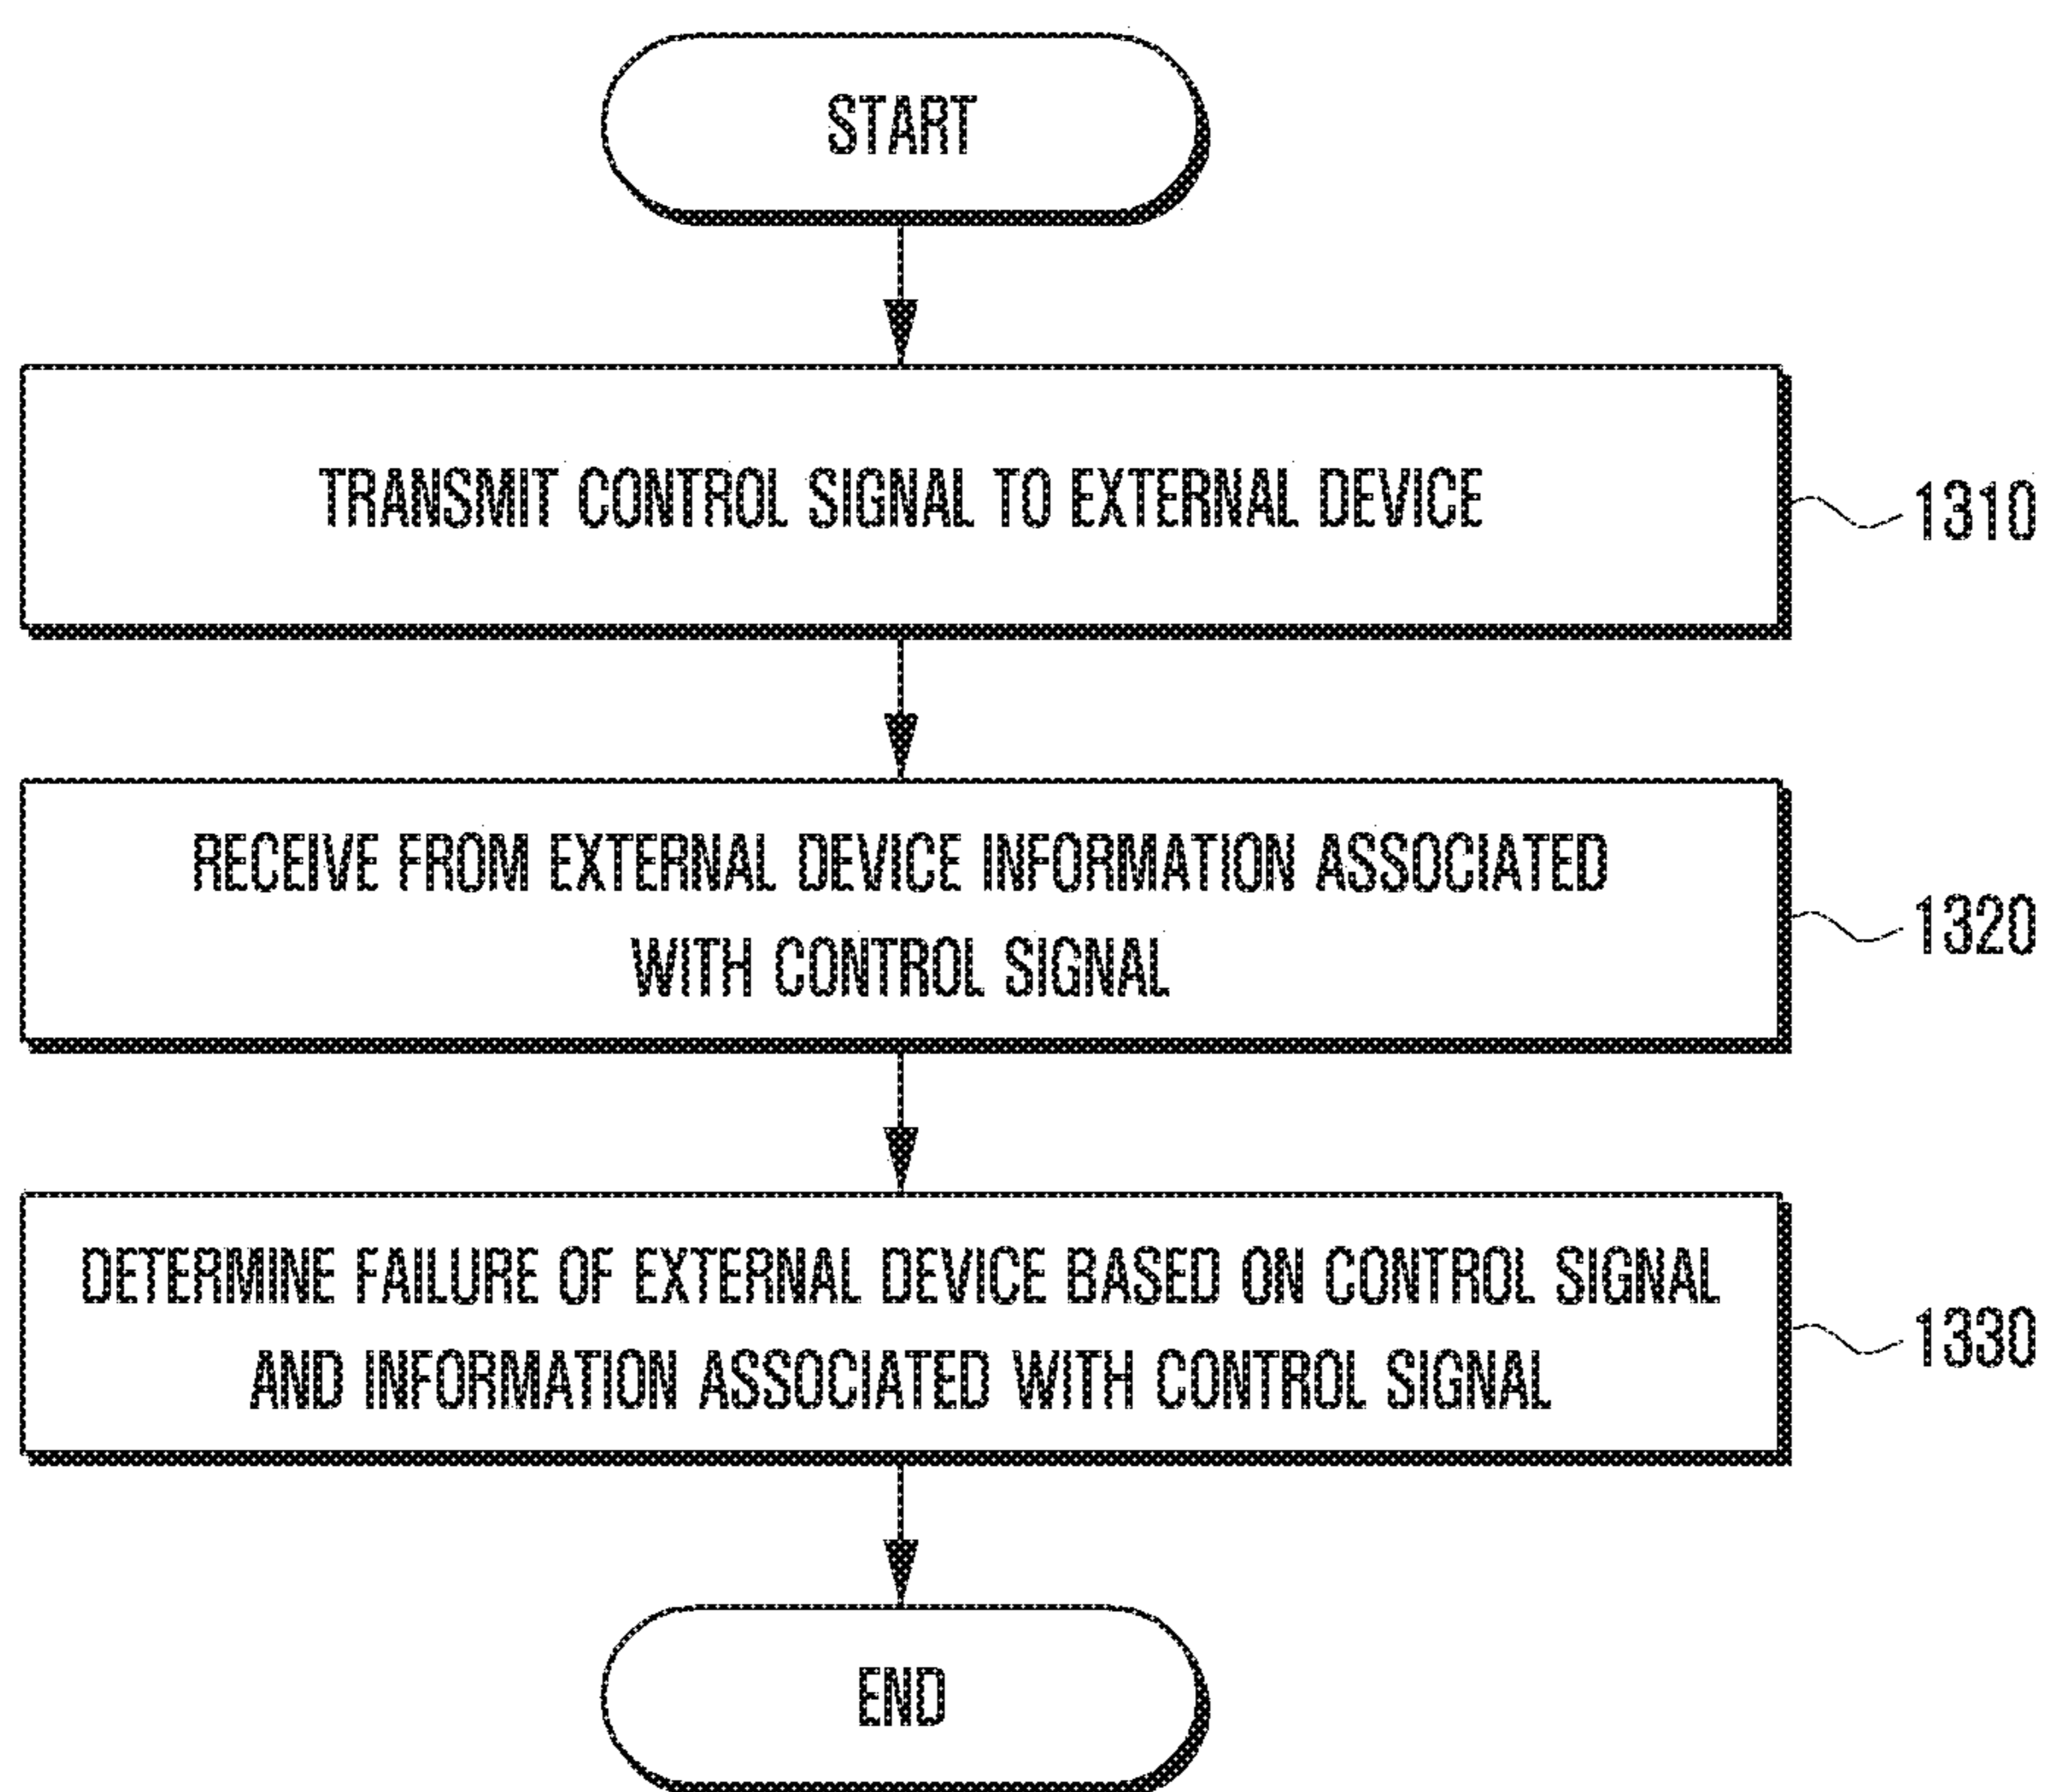 START
TRANSMIT CONTROL SIGNAL TO EXTERNAL DEVICE
1310
RECEIVE FROM EXTERNAL DEVICE INFORMATION ASSOCIATED
WITH CONTROL SIGNAL
1320
DETERMINE FAILURE OF EXTERNAL DEVICE BASED ON CONTROL SIGNAL
AND INFORMATION ASSOCIATED WITH CONTROL SIGNAL
1330
END